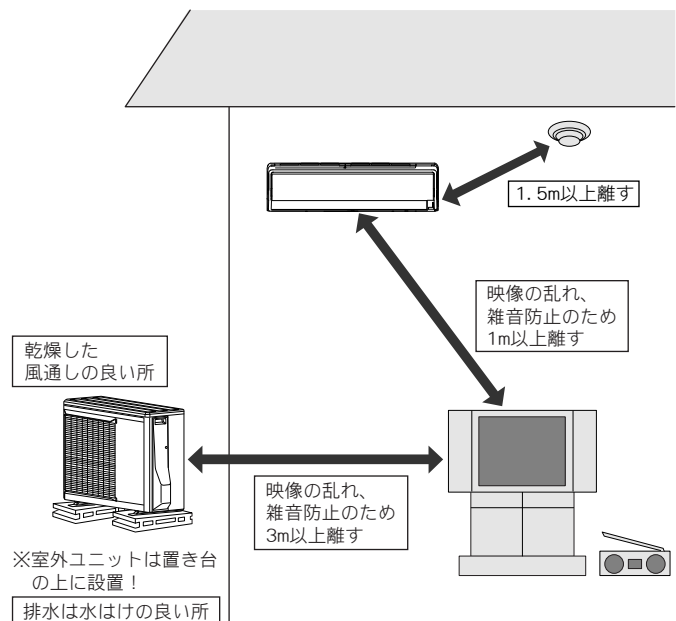 1.5m以上離す
映像の乱れ、
雑音防止のため
1m以上離す
乾燥した
風通しの良い所
映像の乱れ、
雑音防止のため
3m以上離す
※室外ユニットは置き台
の上に設置！
排水は水はけの良い所